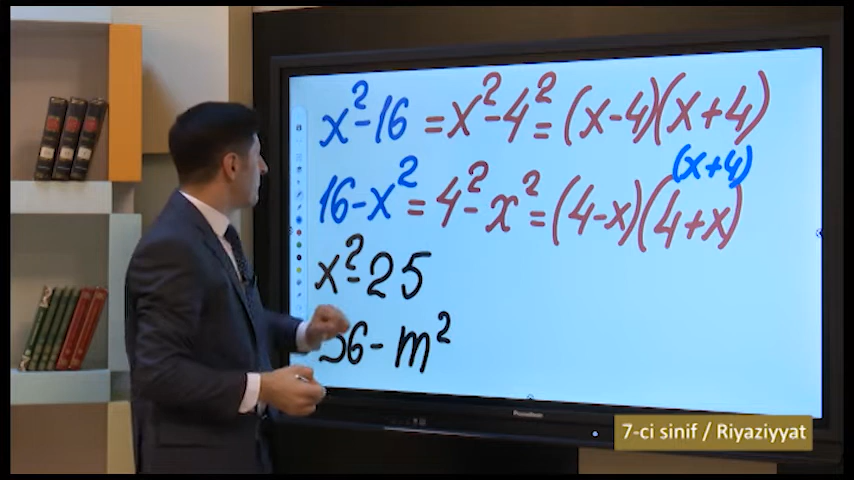 x²-16 = x²-4² = (x-4)(x+4)
(x+4)
16-x² = 4²-x² = (4-x)(4+x)
x²-25
36-m²
7-ci sinif / Riyaziyyat